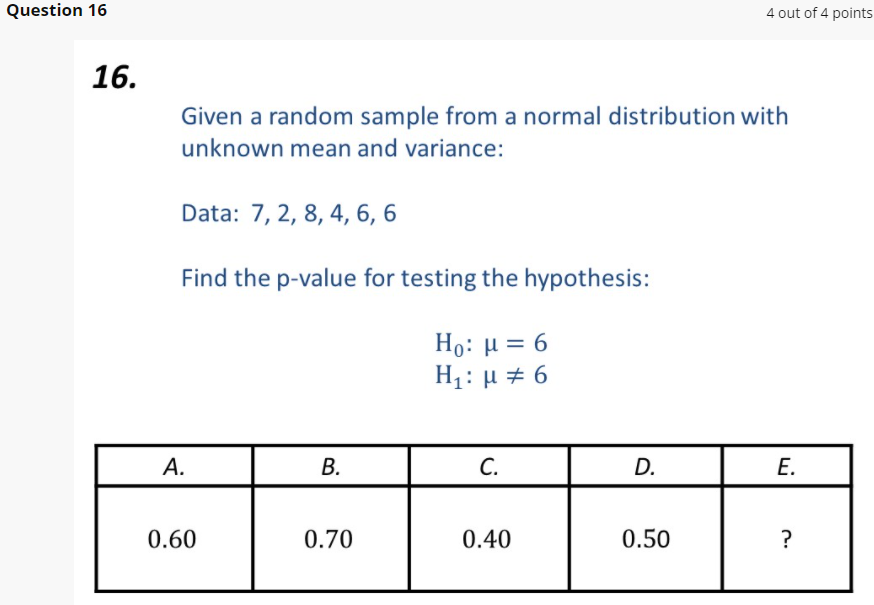 Question 16
4 out of 4 points
16.
Given a random sample from a normal distribution with
unknown mean and variance:
Data: 7, 2, 8, 4, 6, 6
Find the p-value for testing the hypothesis:
H₀: μ = 6
H₁: μ ≠ 6
A. B. C. D. E.
0.60 0.70 0.40 0.50 ?